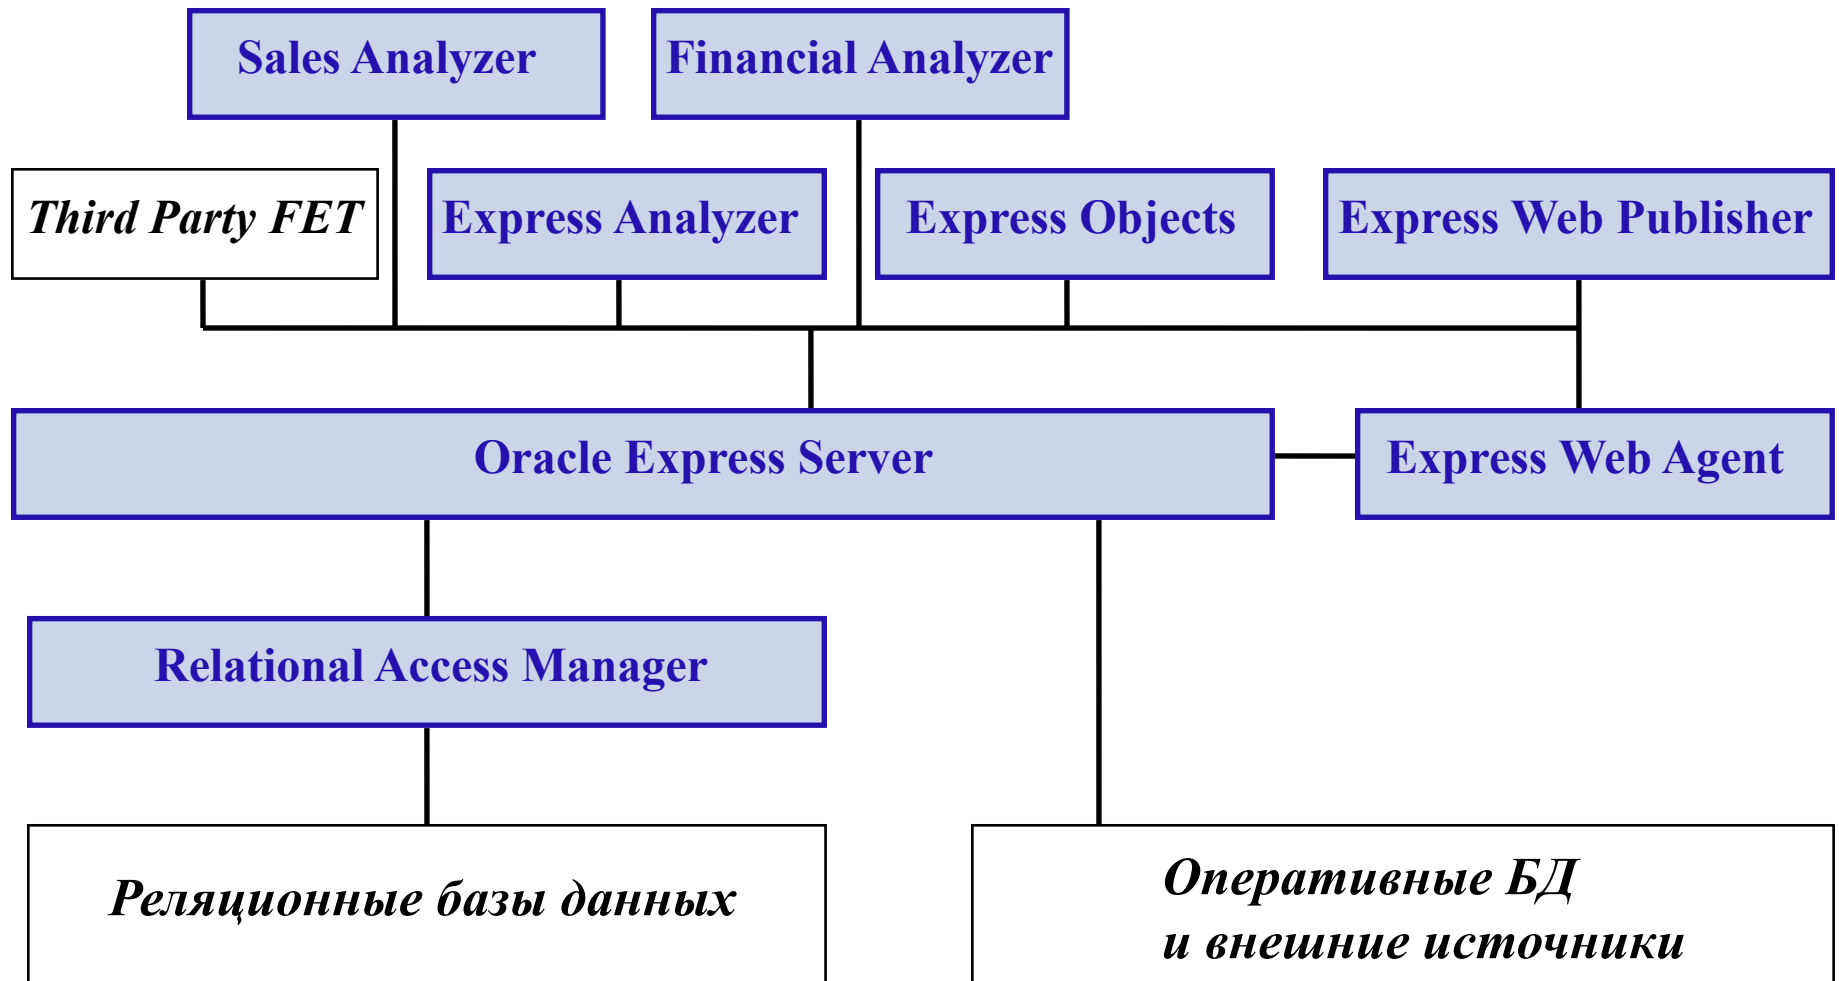 Sales Analyzer
Financial Analyzer
Third Party FET
Express Analyzer
Express Objects
Express Web Publisher
Oracle Express Server
Express Web Agent
Relational Access Manager
Реляционные базы данных
Оперативные БД
и внешние источники